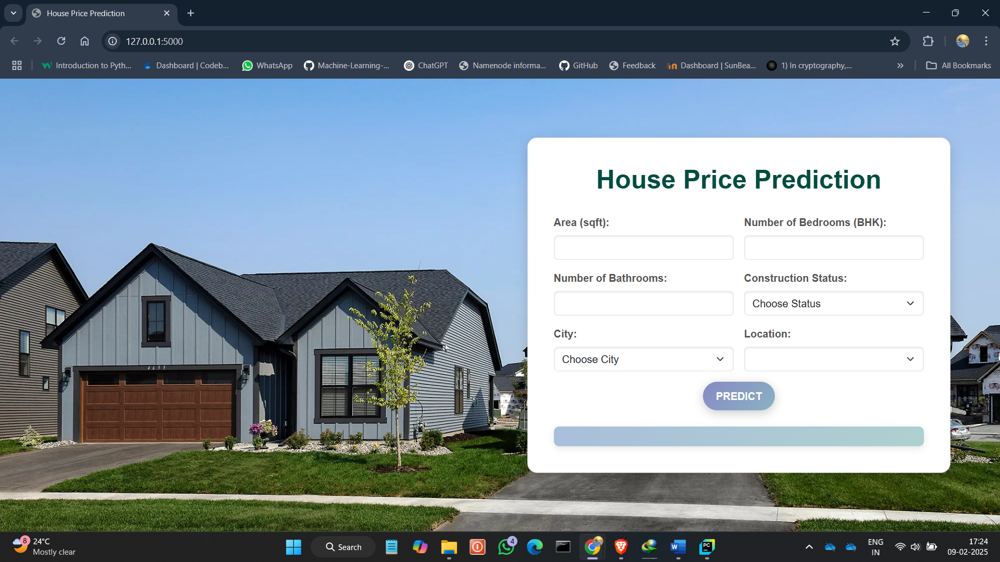 House Price Prediction
127.0.0.1:5000
Introduction to Pyth...
Dashboard | Codeb...
WhatsApp
Machine-Learning-...
ChatGPT
Namenode informa...
GitHub
Feedback
Dashboard | SunBea...
1) In cryptography,...
All Bookmarks
House Price Prediction
Area (sqft):
Number of Bedrooms (BHK):
Number of Bathrooms:
Construction Status:
Choose Status
City:
Location:
Choose City
PREDICT
4655
8
24°C
Mostly clear
Search
4
W
PC
ENG
IN
17:24
09-02-2025